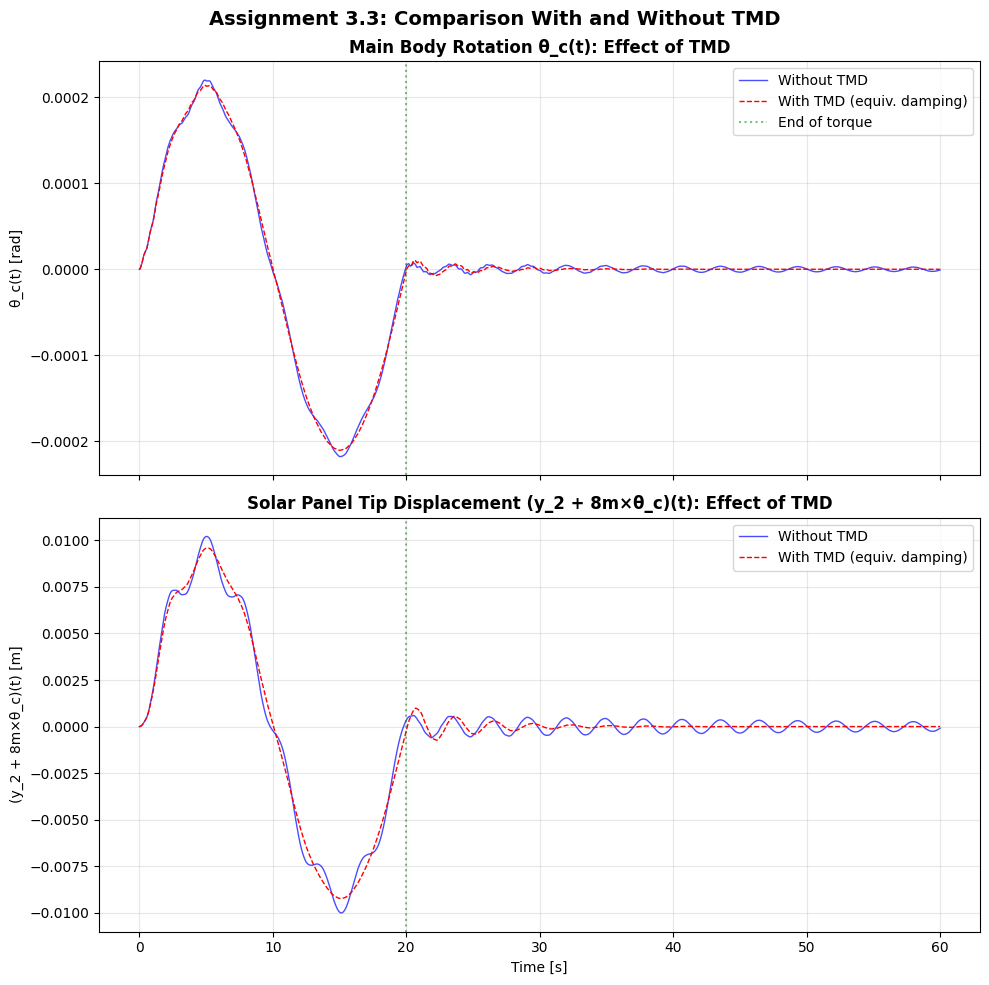 Assignment 3.3: Comparison With and Without TMD
Main Body Rotation θ_c(t): Effect of TMD
Without TMD
With TMD (equiv. damping)
End of torque
0.0002
0.0001
0.0000
−0.0001
−0.0002
θ_c(t) [rad]
Solar Panel Tip Displacement (y_2 + 8m×θ_c)(t): Effect of TMD
Without TMD
With TMD (equiv. damping)
0.0100
0.0075
0.0050
0.0025
0.0000
−0.0025
−0.0050
−0.0075
−0.0100
(y_2 + 8m×θ_c)(t) [m]
0 10 20 30 40 50 60
Time [s]